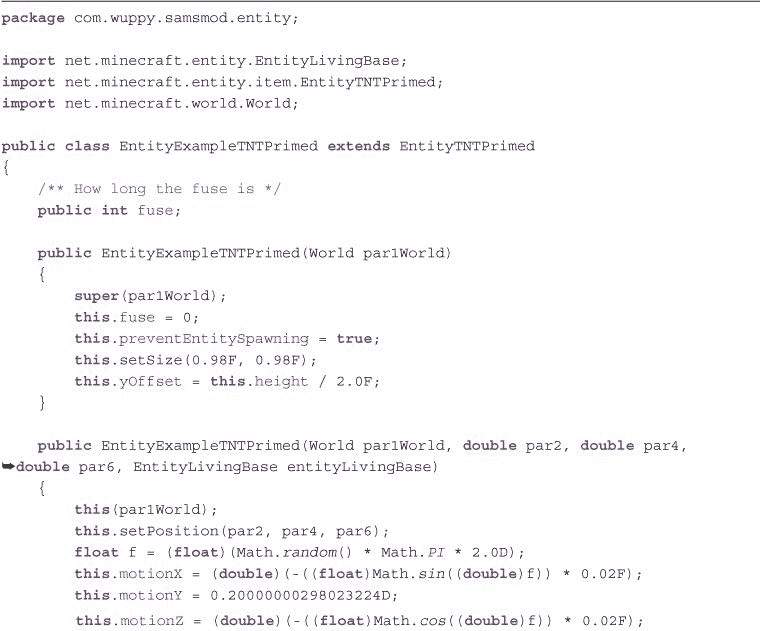 package com.wuppy.samsmod.entity;

import net.minecraft.entity.EntityLivingBase;
import net.minecraft.entity.item.EntityTNTPrimed;
import net.minecraft.world.World;

public class EntityExampleTNTPrimed extends EntityTNTPrimed
{
    /** How long the fuse is */
    public int fuse;

    public EntityExampleTNTPrimed(World par1World)
    {
        super(par1World);
        this.fuse = 0;
        this.preventEntitySpawning = true;
        this.setSize(0.98F, 0.98F);
        this.yOffset = this.height / 2.0F;
    }

    public EntityExampleTNTPrimed(World par1World, double par2, double par4,
➥double par6, EntityLivingBase entityLivingBase)
    {
        this(par1World);
        this.setPosition(par2, par4, par6);
        float f = (float)(Math.random() * Math.PI * 2.0D);
        this.motionX = (double)(-((float)Math.sin((double)f)) * 0.02F);
        this.motionY = 0.20000000298023224D;
        this.motionZ = (double)(-((float)Math.cos((double)f)) * 0.02F);